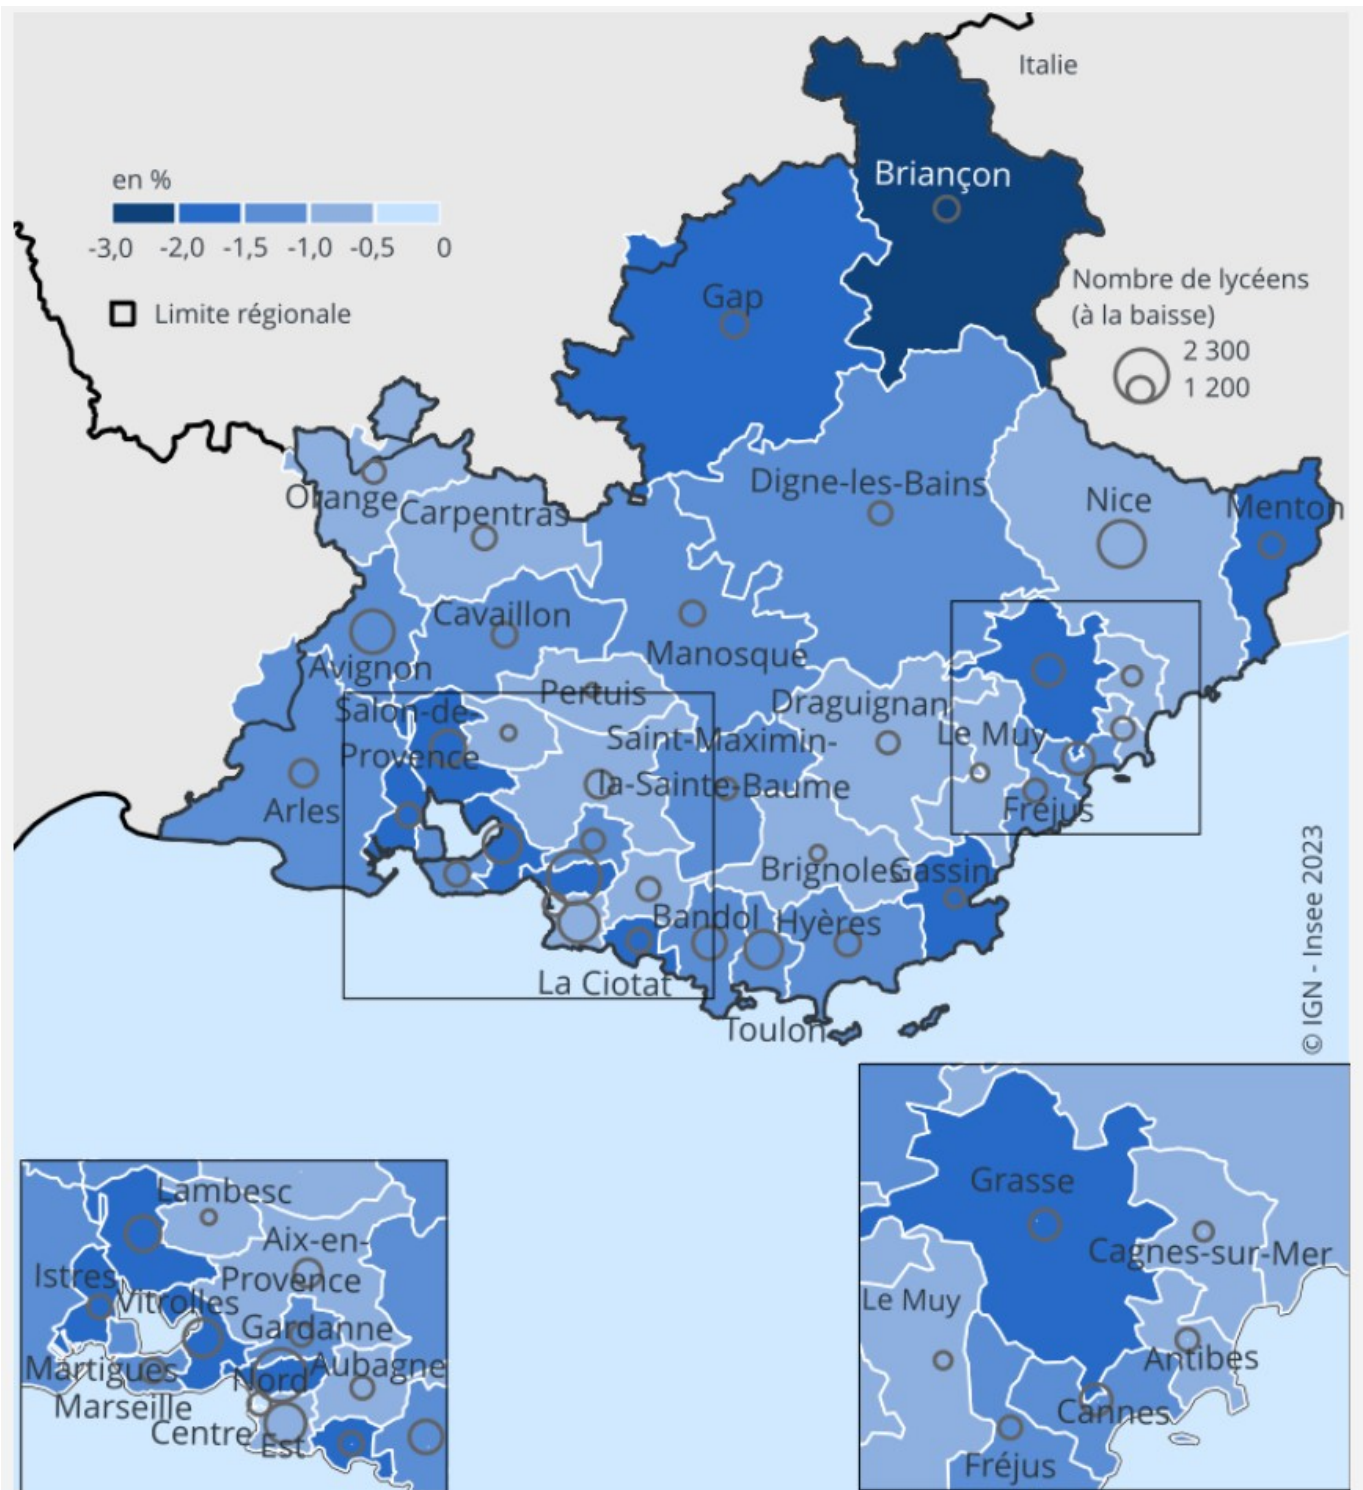 Italie
Briançon
en %
-3,0 -2,0 -1,5 -1,0 -0,5 0
Limite régionale
Nombre de lycéens
(à la baisse)
2 300
1 200
Gap
Digne-les-Bains
Nice
Menton
Orange
Carpentras
Cavaillon
Avignon
Manosque
Pertuis
Draguignan
Salon-de-
Provence
Saint-Maximin-
la-Sainte-Baume
Le Muy
Arles
Fréjus
Brignoles
Gassin
Bandol
Hyères
La Ciotat
Toulon
© IGN - Insee 2023
Lambesc
Aix-en-
Provence
Istres
Vitrolles
Gardanne
Martigues
Nord
Aubagne
Marseille
Centre
Est
Grasse
Cagnes-sur-Mer
Le Muy
Antibes
Cannes
Fréjus